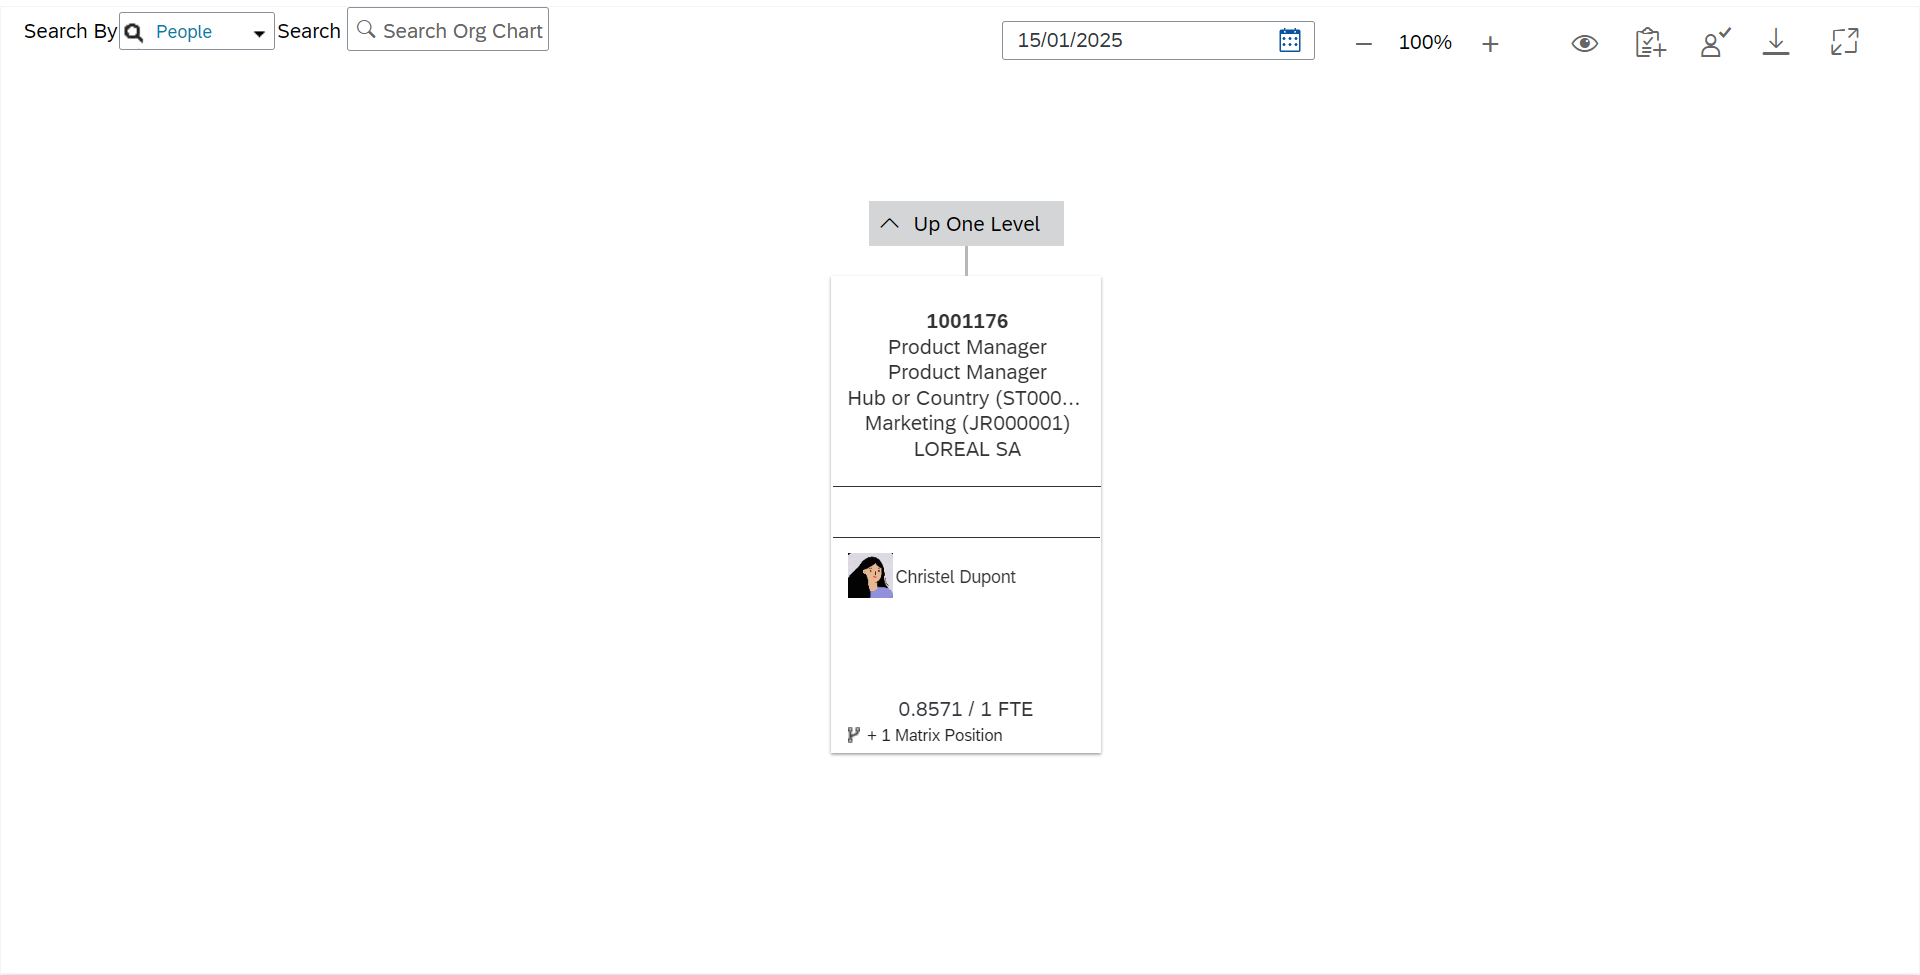 Search By People Search Search Org Chart
15/01/2025 100%
Up One Level
1001176
Product Manager
Product Manager
Hub or Country (ST000...
Marketing (JR000001)
LOREAL SA
Christel Dupont
0.8571 / 1 FTE
+ 1 Matrix Position